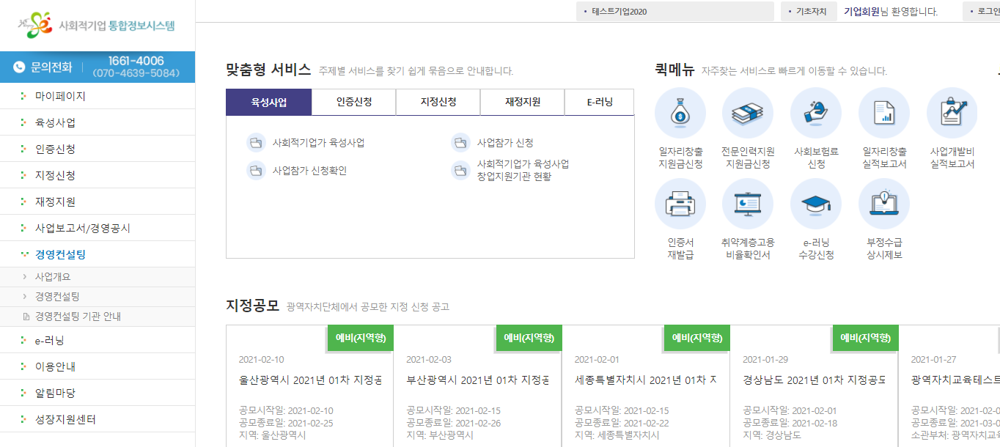 사회적기업 통합정보시스템
문의전화
1661-4006
(070-4639-5084)
마이페이지
육성사업
인증신청
지정신청
재정지원
사업보고서/경영공시
경영컨설팅
사업개요
경영컨설팅
경영컨설팅 기관 안내
e-러닝
이용안내
알림마당
성장지원센터
테스트기업2020
기초자치
기업회원님 환영합니다.
로그인
맞춤형 서비스 주제별 서비스를 찾기 쉽게 묶음으로 안내합니다.
육성사업 인증신청 지정신청 재정지원 E-러닝
사회적기업가 육성사업
사업참가 신청
사업참가 신청확인
사회적기업가 육성사업
창업지원기관 현황
퀵메뉴 자주찾는 서비스로 빠르게 이동할 수 있습니다.
일자리창출
지원금신청
전문인력지원
지원금신청
사회보험료
신청
일자리창출
실적보고서
사업개발비
실적보고서
인증서
재발급
취약계층고용
비율확인서
e-러닝
수강신청
부정수급
상시제보
지정공모 광역자치단체에서 공모한 지정 신청 공고
예비(지역형)
2021-02-10
울산광역시 2021년 01차 지정공
공모시작일: 2021-02-10
공모종료일: 2021-02-25
지역: 울산광역시
예비(지역형)
2021-02-03
부산광역시 2021년 01차 지정공
공모시작일: 2021-02-15
공모종료일: 2021-02-26
지역: 부산광역시
예비(지역형)
2021-02-01
세종특별자치시 2021년 01차 지
공모시작일: 2021-02-15
공모종료일: 2021-02-22
지역: 세종특별자치시
예비(지역형)
2021-01-29
경상남도 2021년 01차 지정공모
공모시작일: 2021-02-01
공모종료일: 2021-02-18
지역: 경상남도
2021-01-27
광역자치교육테스트
공모시작일: 2021-02-0
공모종료일: 2021-03-0
소관부처: 광역자치교육